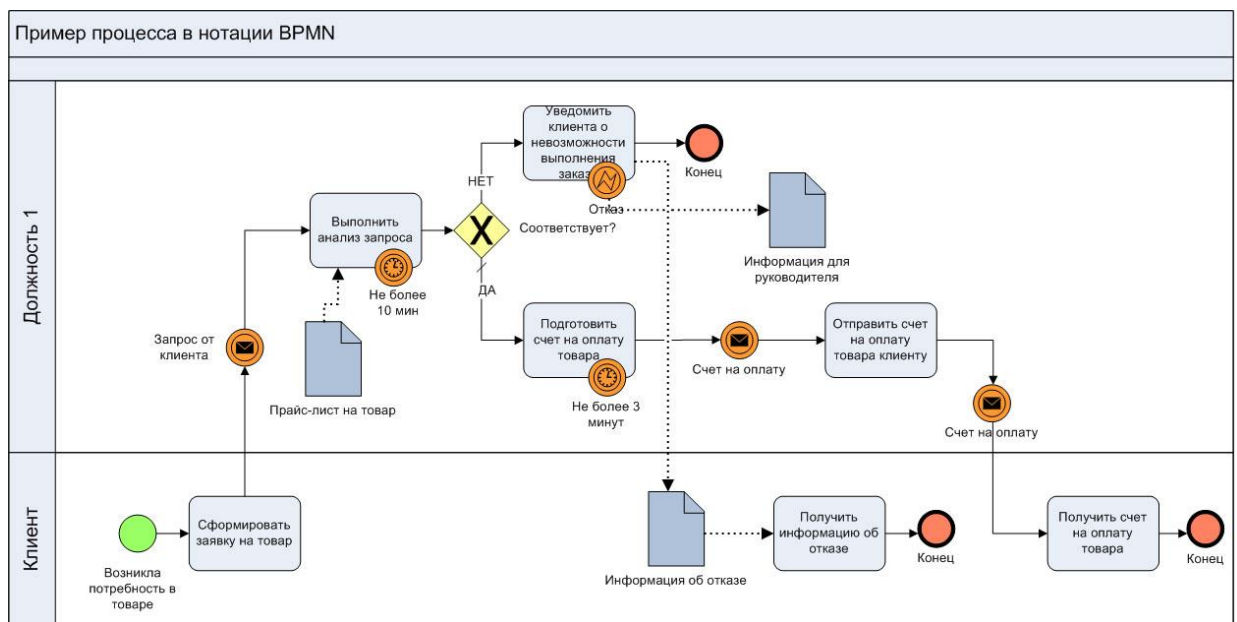 Пример процесса в нотации BPMN
Должность 1
Уведомить
клиента о
невозможности
выполнения
заказа
Конец
НЕТ
Отказ
Выполнить
анализ запроса
Соответствует?
Информация для
руководителя
Не более
10 мин
ДА
Запрос от
клиента
Подготовить
счет на оплату
товара
Отправить счет
на оплату
товара клиенту
Счет на оплату
Прайс-лист на товар
Не более 3
минут
Счет на оплату
Клиент
Сформировать
заявку на товар
Получить
информацию об
отказе
Получить счет
на оплату
товара
Конец
Конец
Возникла
потребность в
товаре
Информация об отказе